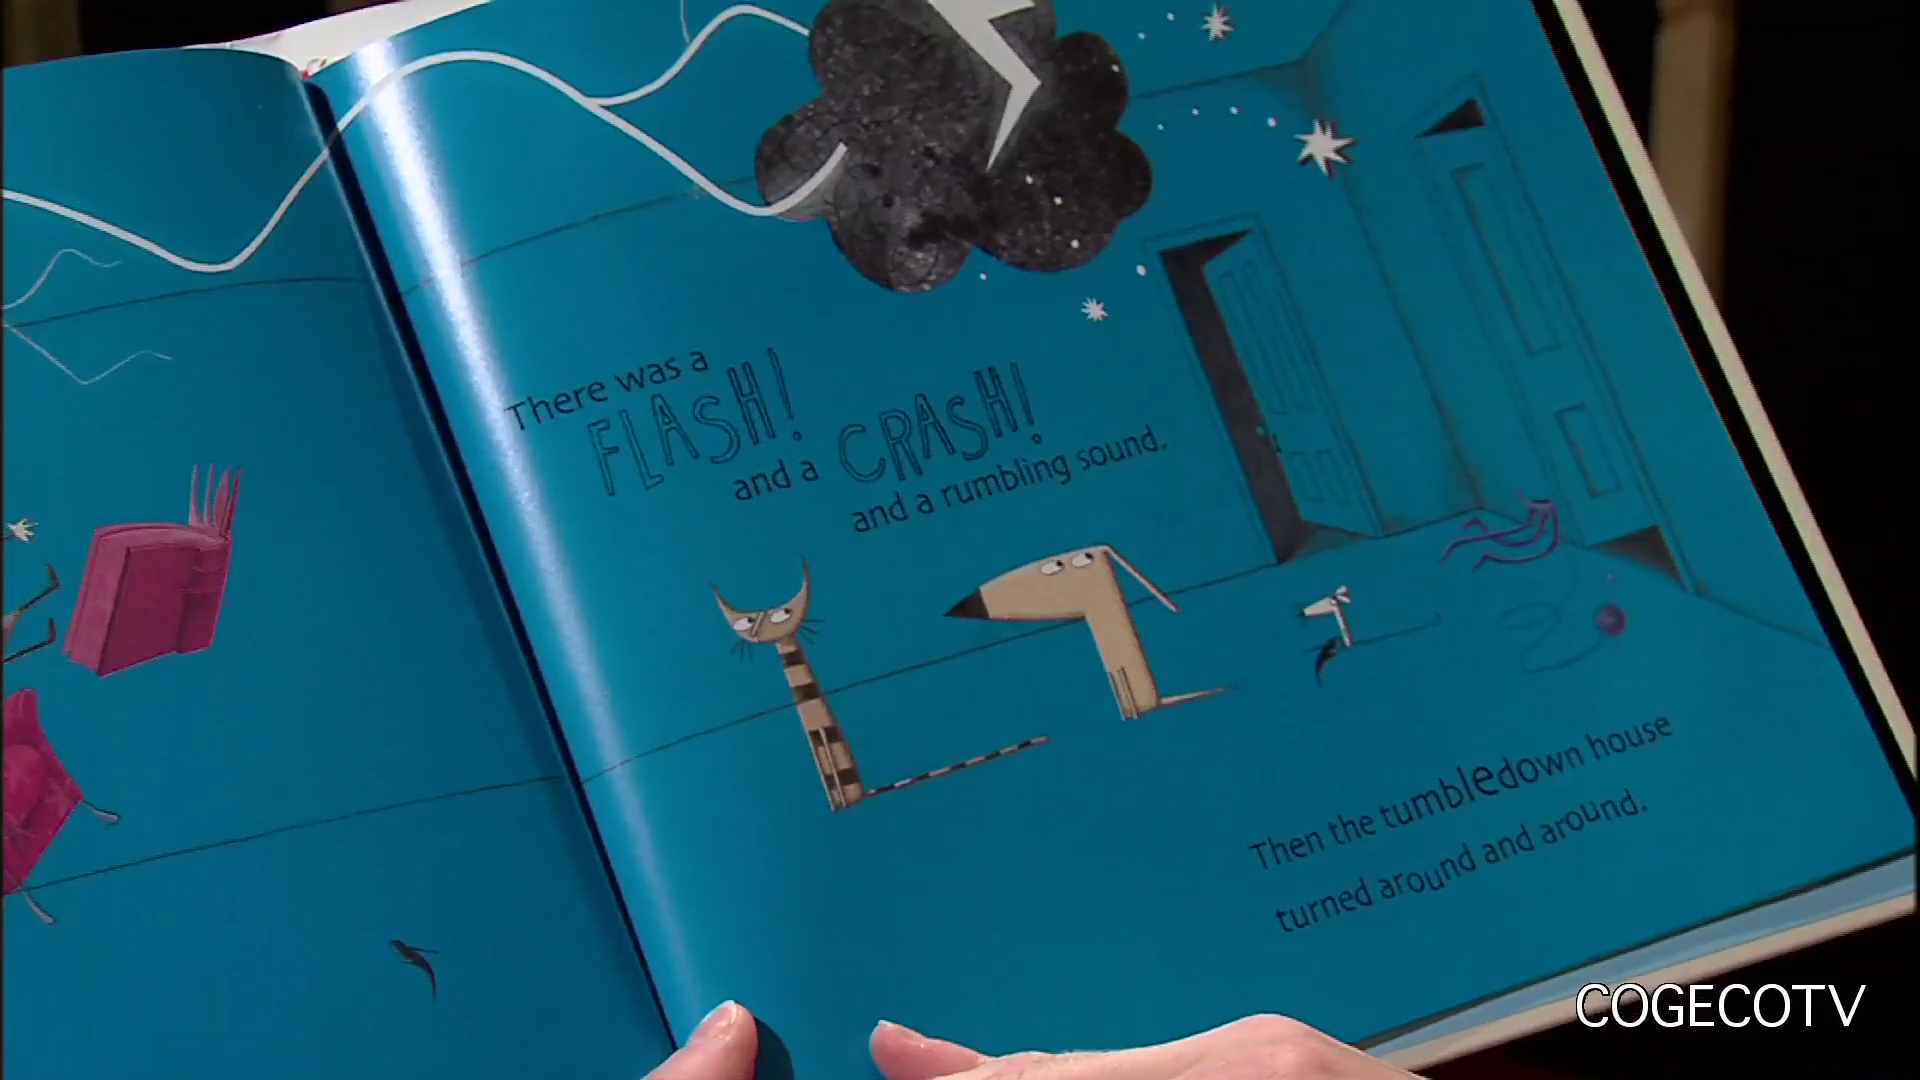 There was a
FLASH!
and a CRASH!
and a rumbling sound.
Then the tumbledown house
turned around and around.
COGECOTV